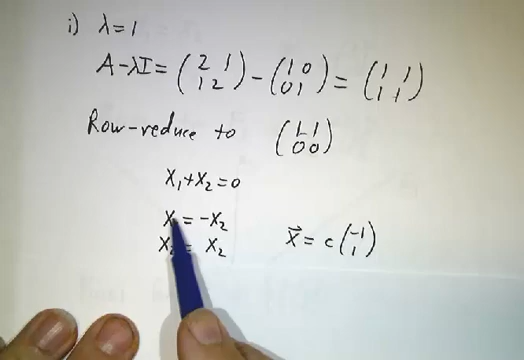 i) λ=1
A-λI = (2 1 1 2) - (1 0 0 1) = (1 1 1 1)
Row-reduce to (1 1 0 0)
X₁+X₂=0
X₁ = -X₂
X₂ = X₂ x⃗ = c (-1 1)